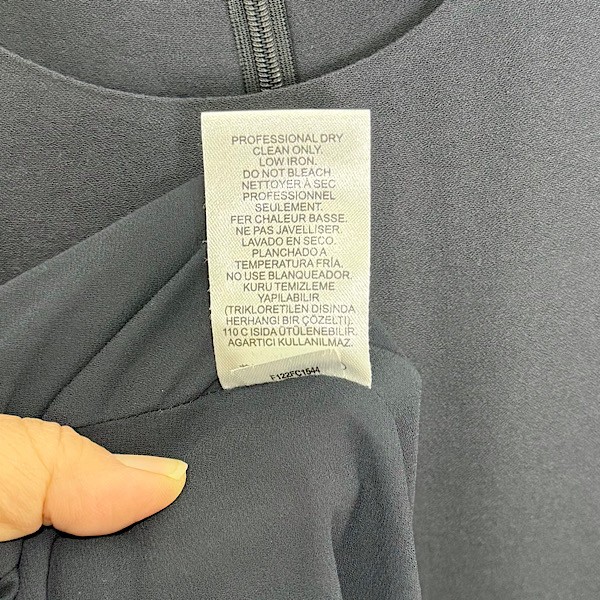 PROFESSIONAL DRY
CLEAN ONLY.
LOW IRON.
DO NOT BLEACH
NETTOYER À SEC
PROFESSIONNEL
SEULEMENT.
FER CHALEUR BASSE.
NE PAS JAVELLISER.
LAVADO EN SECO.
PLANCHADO A
TEMPERATURA FRÍA.
NO USE BLANQUEADOR.
KURU TEMIZLEME
YAPILABILIR
(TRIKLORETILEN DISINDA
HERHANGI BIR ÇÖZELTI).
110 C ISIDA ÜTÜLENEBILIR.
AGARTICI KULLANILMAZ.
F122FC1544